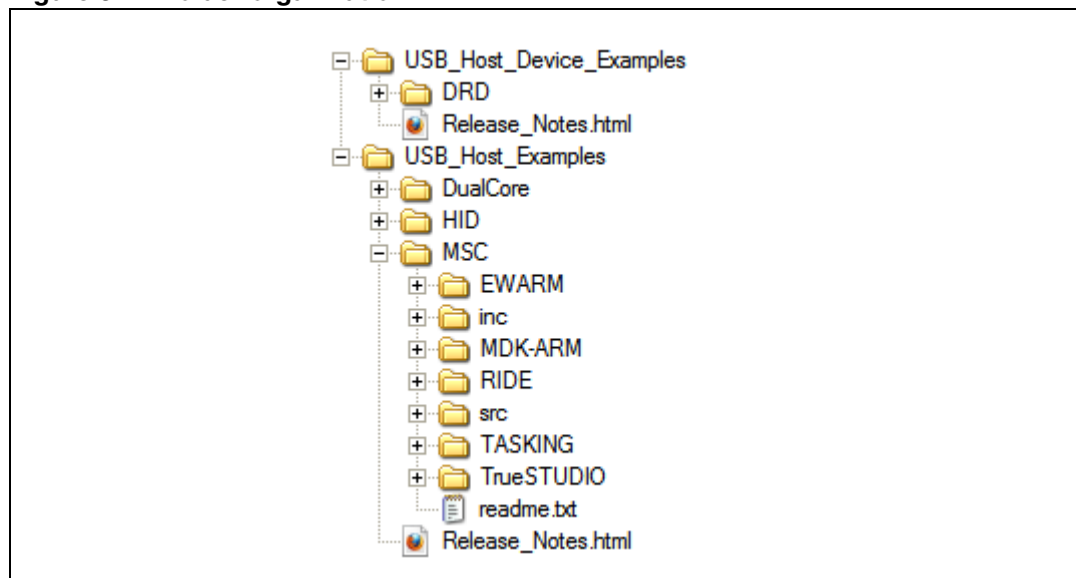 USB_Host_Device_Examples
DRD
Release_Notes.html
USB_Host_Examples
DualCore
HID
MSC
EWARM
inc
MDK-ARM
RIDE
src
TASKING
TrueSTUDIO
readme.txt
Release_Notes.html